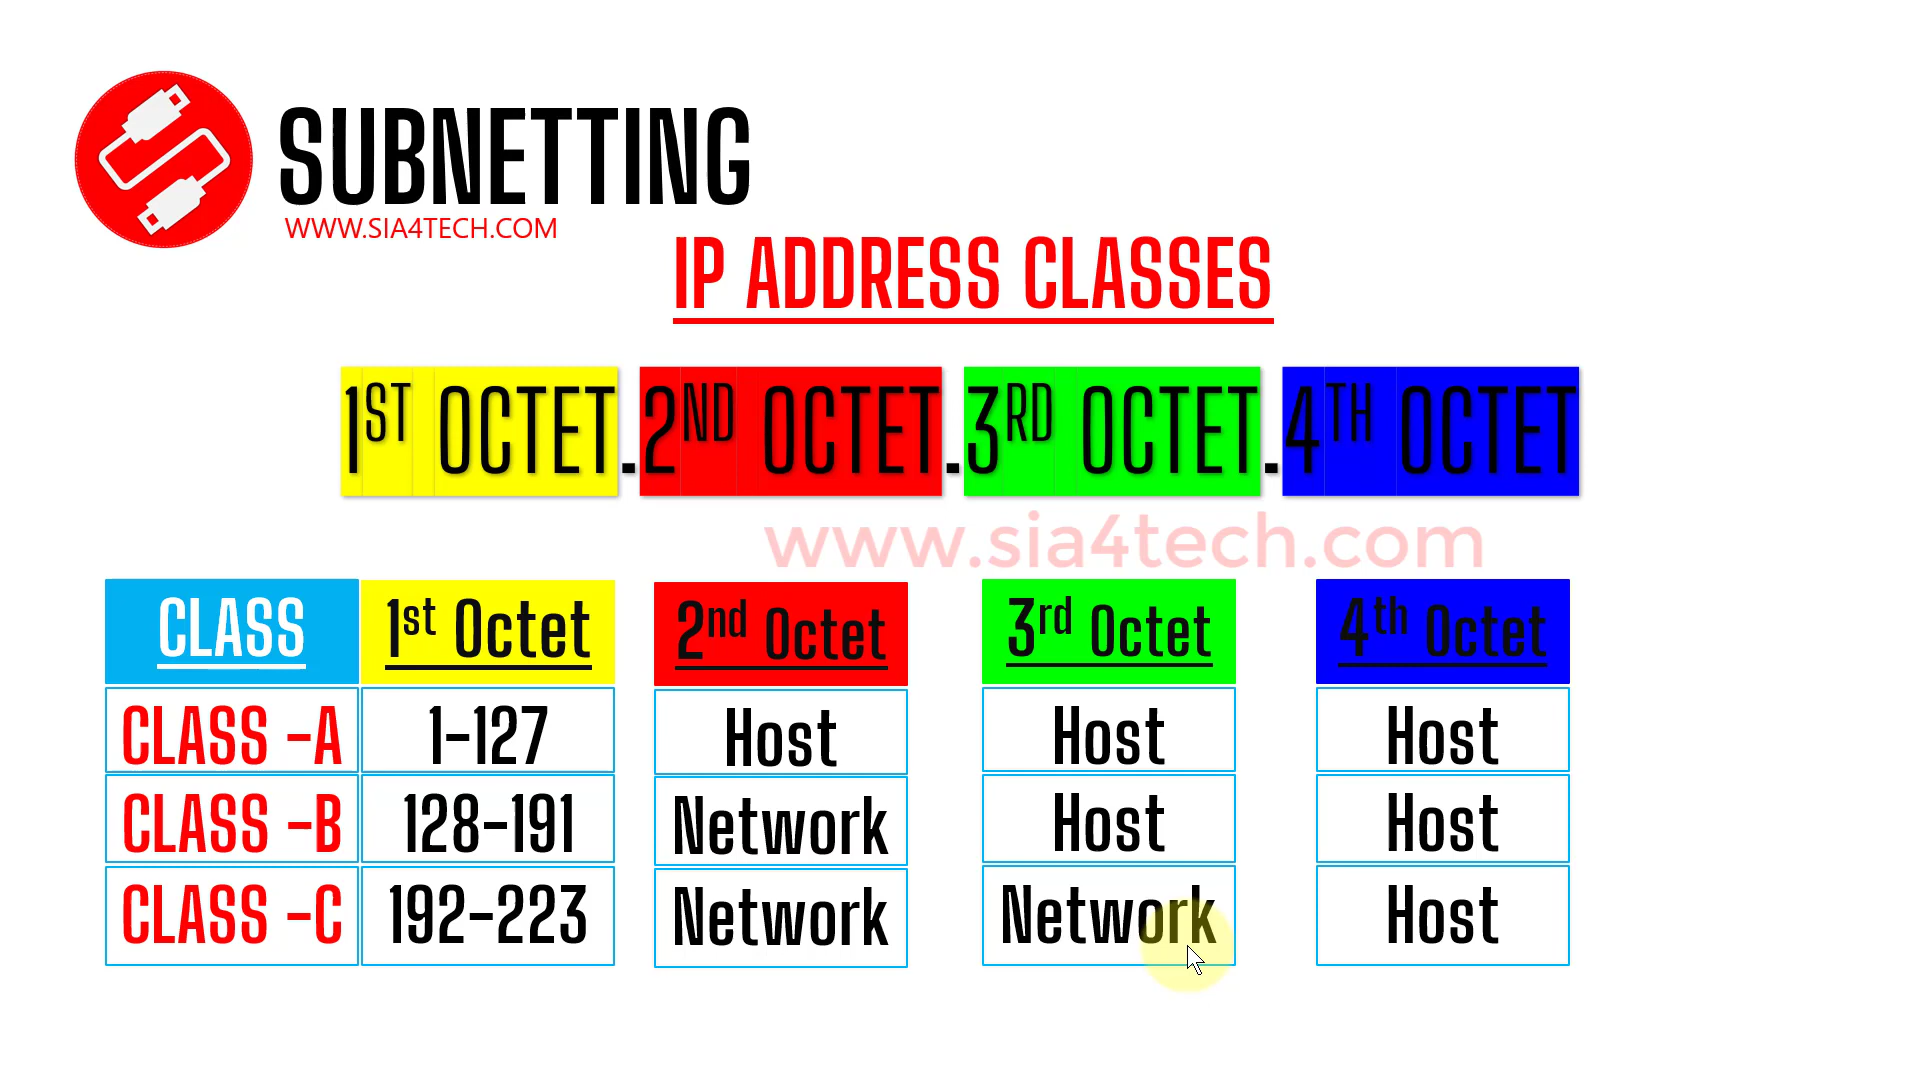 SUBNETTING
WWW.SIA4TECH.COM
IP ADDRESS CLASSES
1ST OCTET.2ND OCTET.3RD OCTET.4TH OCTET
www.sia4tech.com
CLASS 1st Octet 2nd Octet 3rd Octet 4th Octet
CLASS -A 1-127 Host Host Host
CLASS -B 128-191 Network Host Host
CLASS -C 192-223 Network Network Host